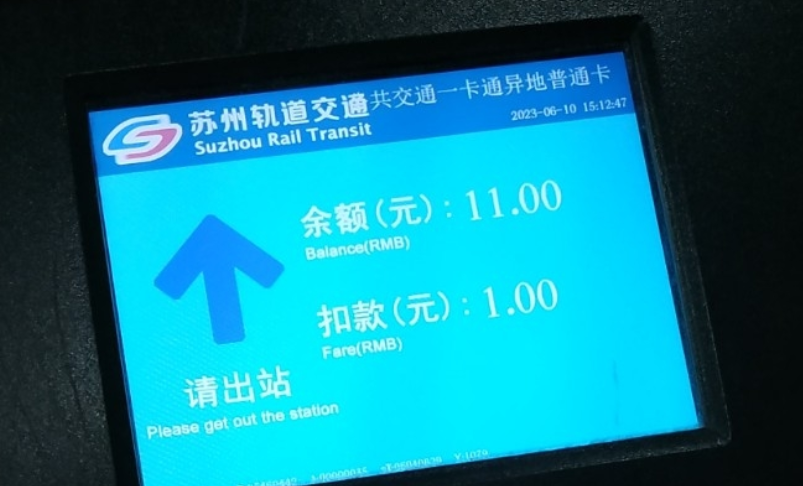 苏州轨道交通
共交通一卡通异地普通卡
Suzhou Rail Transit
2023-06-10 15:12:47
余额(元): 11.00
Balance(RMB)
扣款(元): 1.00
Fare(RMB)
请出站
Please get out the station